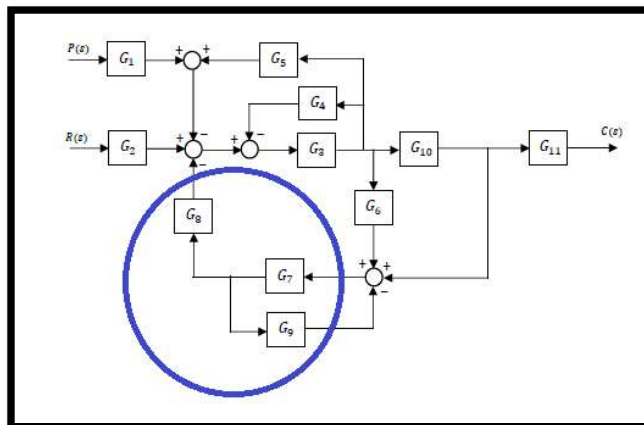 P(s) G₁ + + G₅
G₄
R(s) G₂ + − + − G₃ G₁₀ G₁₁ C(s)
−
G₈ G₆
+ +
G₇
−
G₉